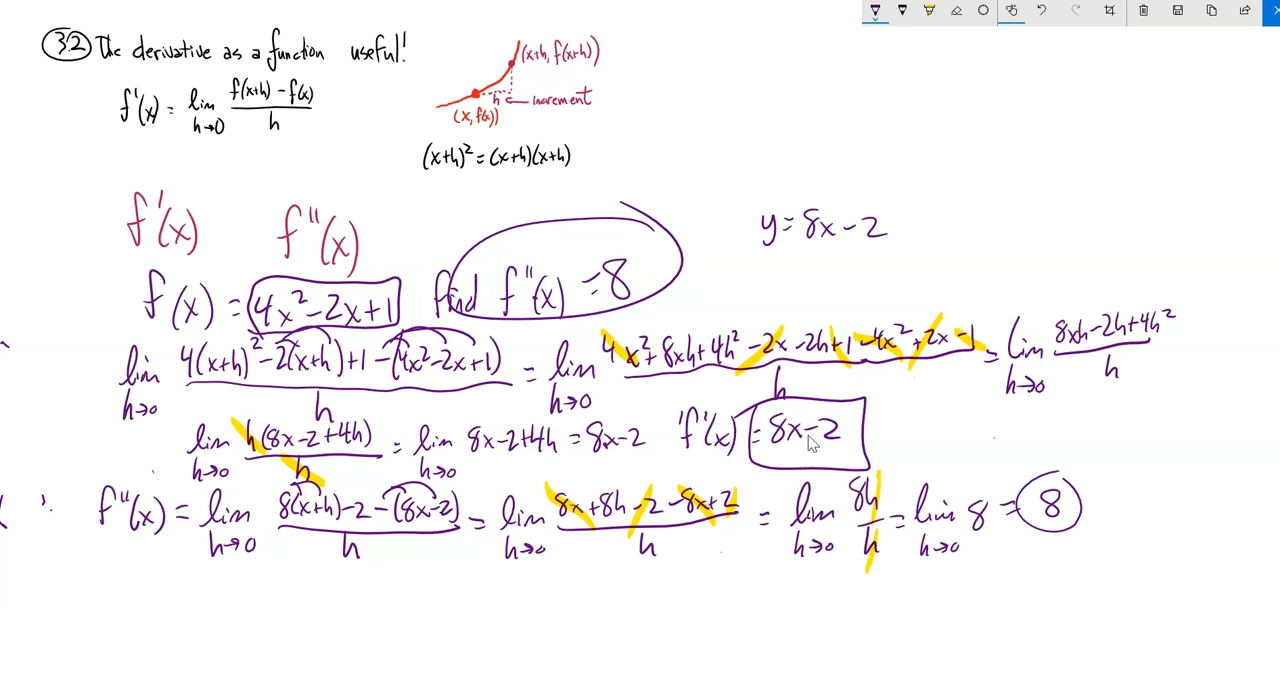 3.2 The derivative as a function useful!
f'(x) = lim h→0 (f(x+h) - f(x))/h
(x+h, f(x+h))
h ← increment
(x, f(x))
(x+h)² = (x+h)(x+h)
f'(x) f''(x)
y = 8x - 2
f(x) = 4x² - 2x + 1 find f''(x) = 8
lim h→0 (4(x+h)² - 2(x+h) + 1 - (4x² - 2x + 1))/h = lim h→0 (4x² + 8xh + 4h² - 2x - 2h + 1 - 4x² + 2x - 1)/h = lim h→0 (8xh - 2h + 4h²)/h
lim h→0 h(8x - 2 + 4h)/h = lim h→0 8x - 2 + 4h = 8x - 2 f'(x) = 8x - 2
f''(x) = lim h→0 (8(x+h) - 2 - (8x - 2))/h = lim h→0 (8x + 8h - 2 - 8x + 2)/h = lim h→0 8h/h = lim h→0 8 = 8